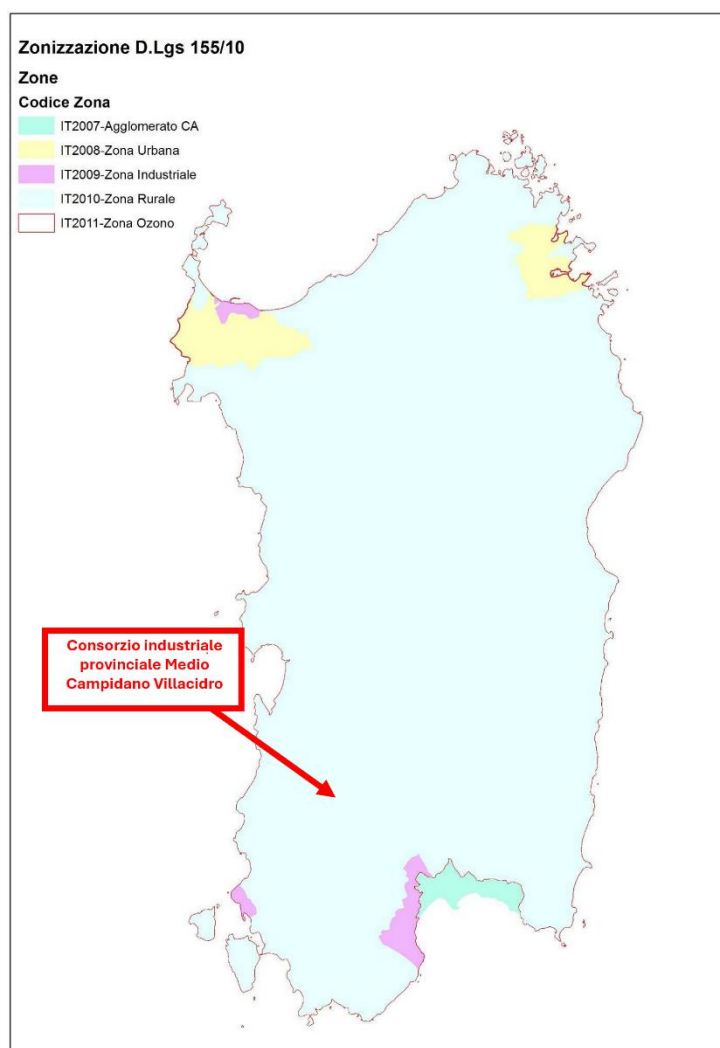 Zonizzazione D.Lgs 155/10
Zone
Codice Zona
IT2007-Agglomerato CA
IT2008-Zona Urbana
IT2009-Zona Industriale
IT2010-Zona Rurale
IT2011-Zona Ozono
Consorzio industriale
provinciale Medio
Campidano Villacidro